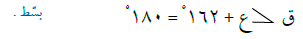 ق∠ع + ١٦٢° = ١٨٠°    بسّط.